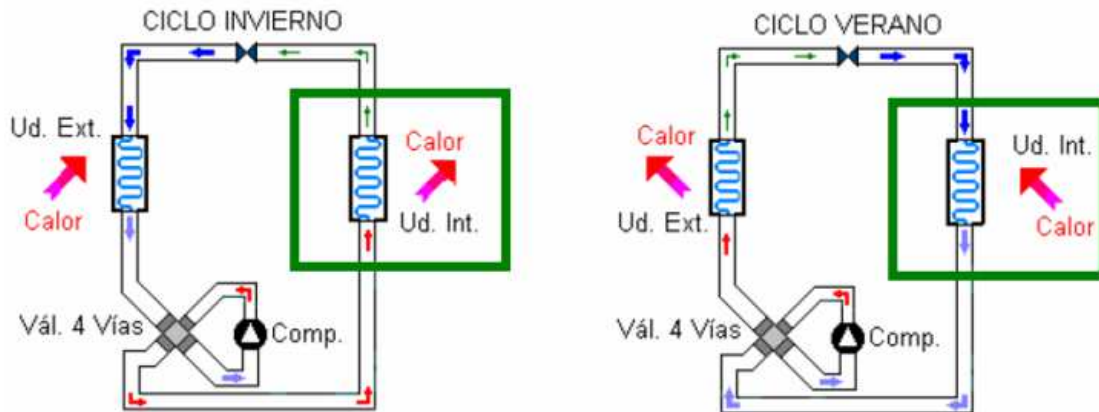 CICLO INVIERNO
Ud. Ext.
Calor
Calor
Ud. Int.
Vál. 4 Vías
Comp.
CICLO VERANO
Calor
Ud. Ext.
Ud. Int.
Calor
Vál. 4 Vías
Comp.